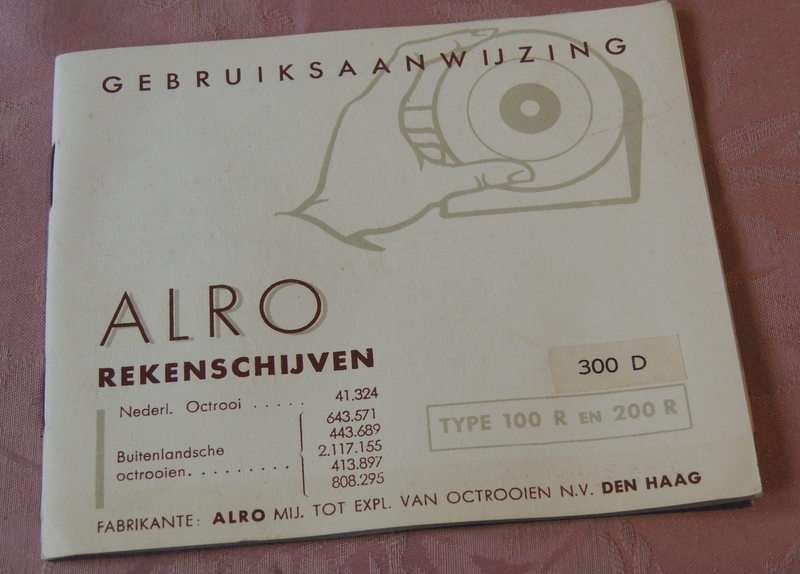 GEBRUIKSAANWIJZING
ALRO
REKENSCHIJVEN
Nederl. Octrooi . . . . . 41.324
643.571
443.689
Buitenlandsche 2.117.155
octrooien. . . . . . . . . 413.897
808.295
300 D
TYPE 100 R EN 200 R
FABRIKANTE: ALRO MIJ. TOT EXPL. VAN OCTROOIEN N.V. DEN HAAG